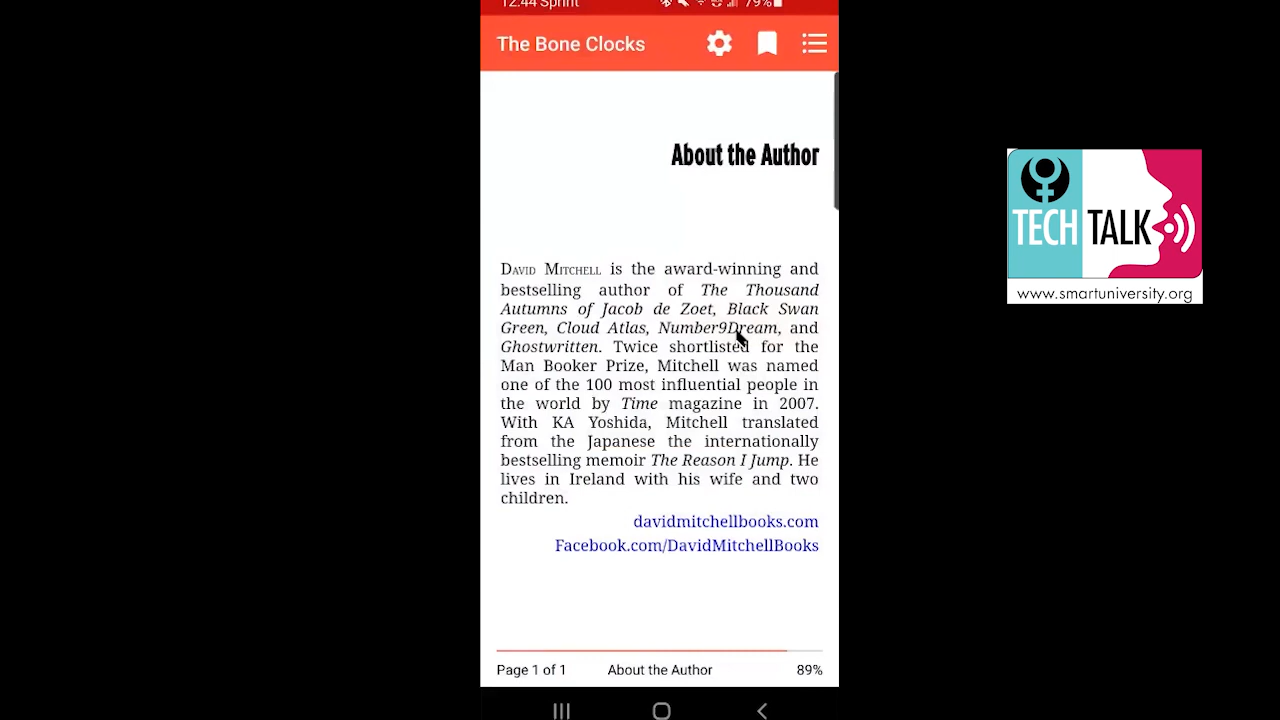 12:44 Sprint
79%
The Bone Clocks
About the Author
DAVID MITCHELL is the award-winning and
bestselling author of The Thousand
Autumns of Jacob de Zoet, Black Swan
Green, Cloud Atlas, Number9Dream, and
Ghostwritten. Twice shortlisted for the
Man Booker Prize, Mitchell was named
one of the 100 most influential people in
the world by Time magazine in 2007.
With KA Yoshida, Mitchell translated
from the Japanese the internationally
bestselling memoir The Reason I Jump. He
lives in Ireland with his wife and two
children.
davidmitchellbooks.com
Facebook.com/DavidMitchellBooks
Page 1 of 1
About the Author
89%
TECH TALK
www.smartuniversity.org